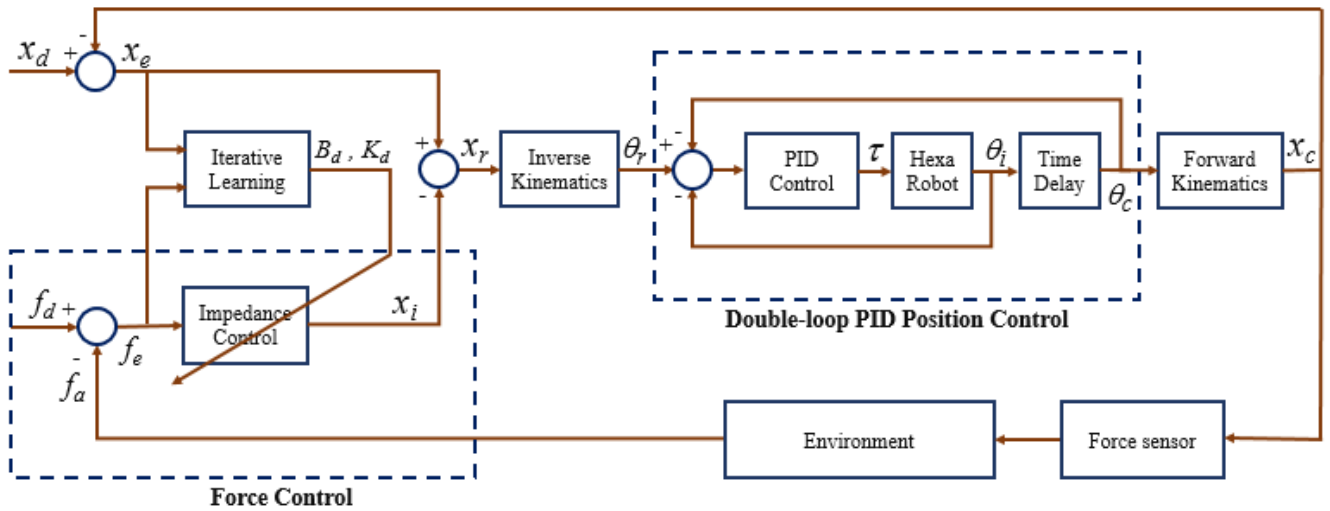 -
x_d + x_e
Iterative
Learning
B_d , K_d
+
x_r
-
Inverse
Kinematics
θ_r
+
-
-
PID
Control
τ
Hexa
Robot
θ_i
Time
Delay
θ_c
Forward
Kinematics
x_c
f_d +
-
f_a
f_e
Impedance
Control
x_i
Double-loop PID Position Control
Environment
Force sensor
Force Control